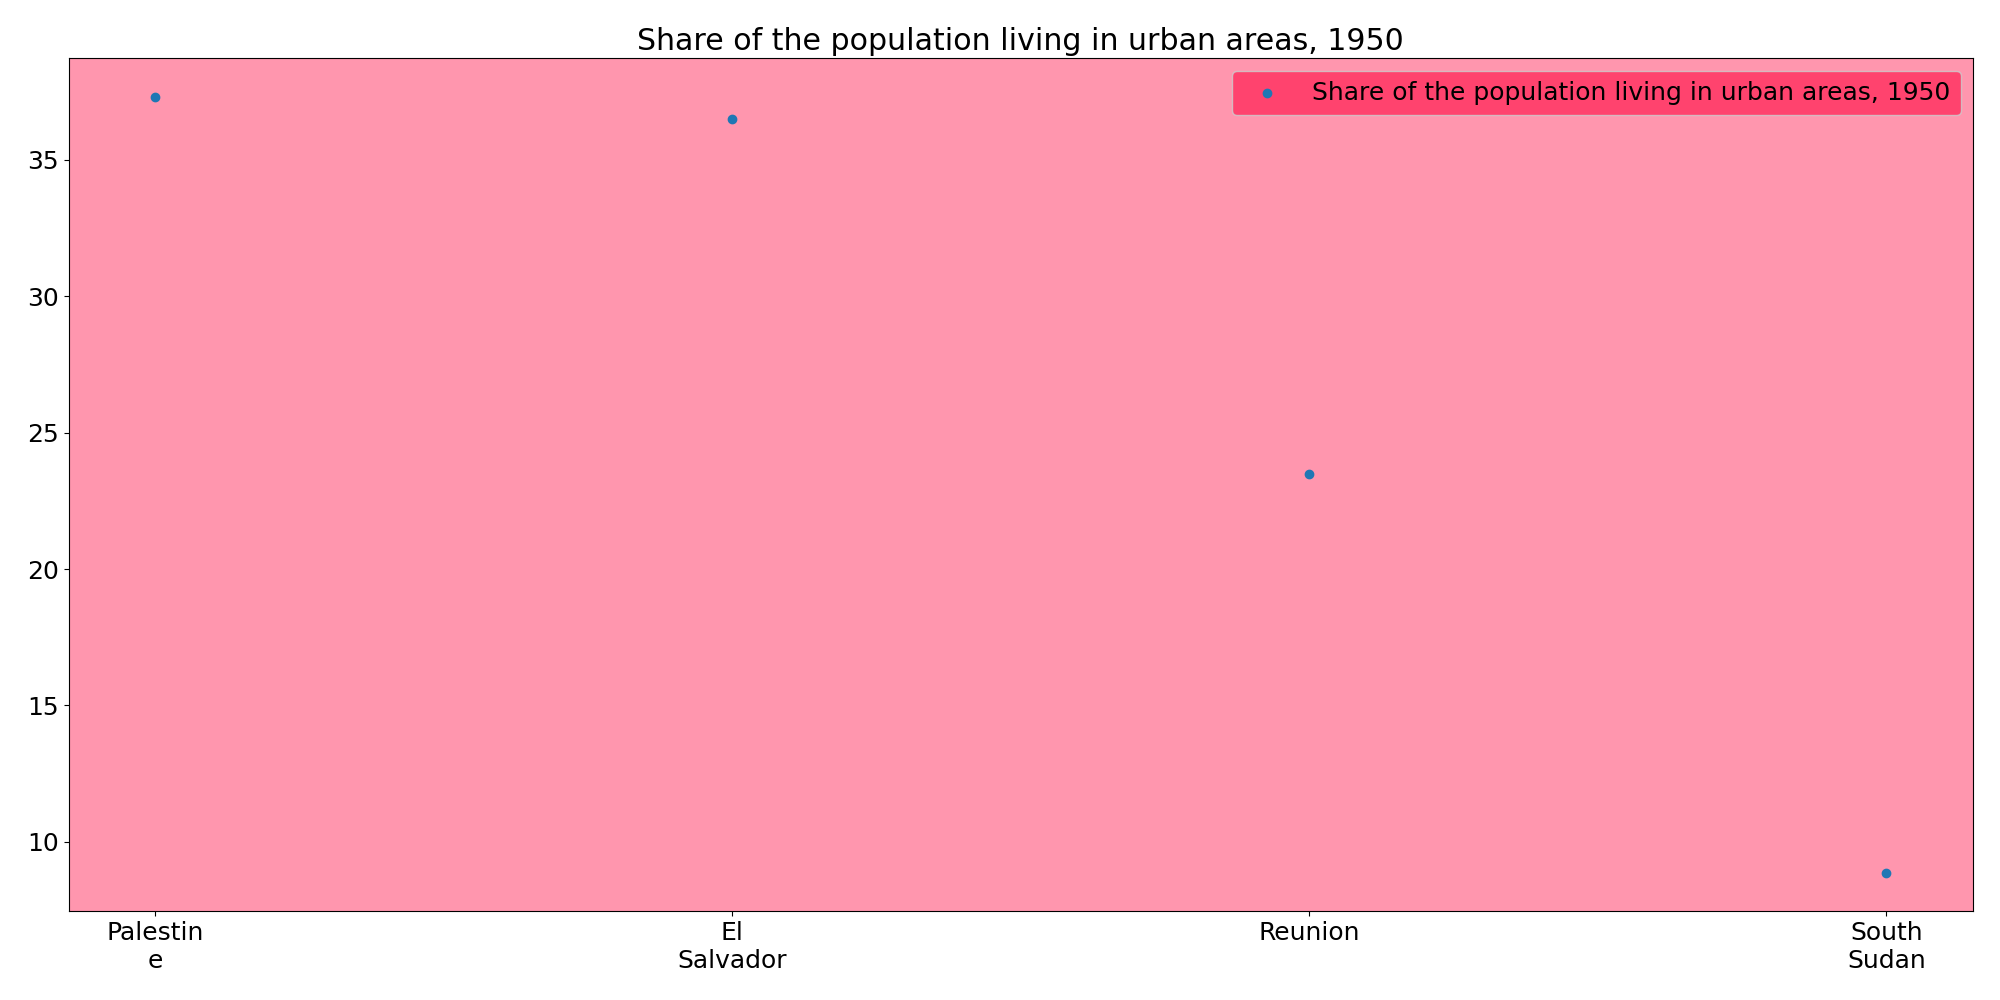 Share of the population living in urban areas, 1950
Share of the population living in urban areas, 1950
35
30
25
20
15
10
Palestin
e
El
Salvador
Reunion
South
Sudan